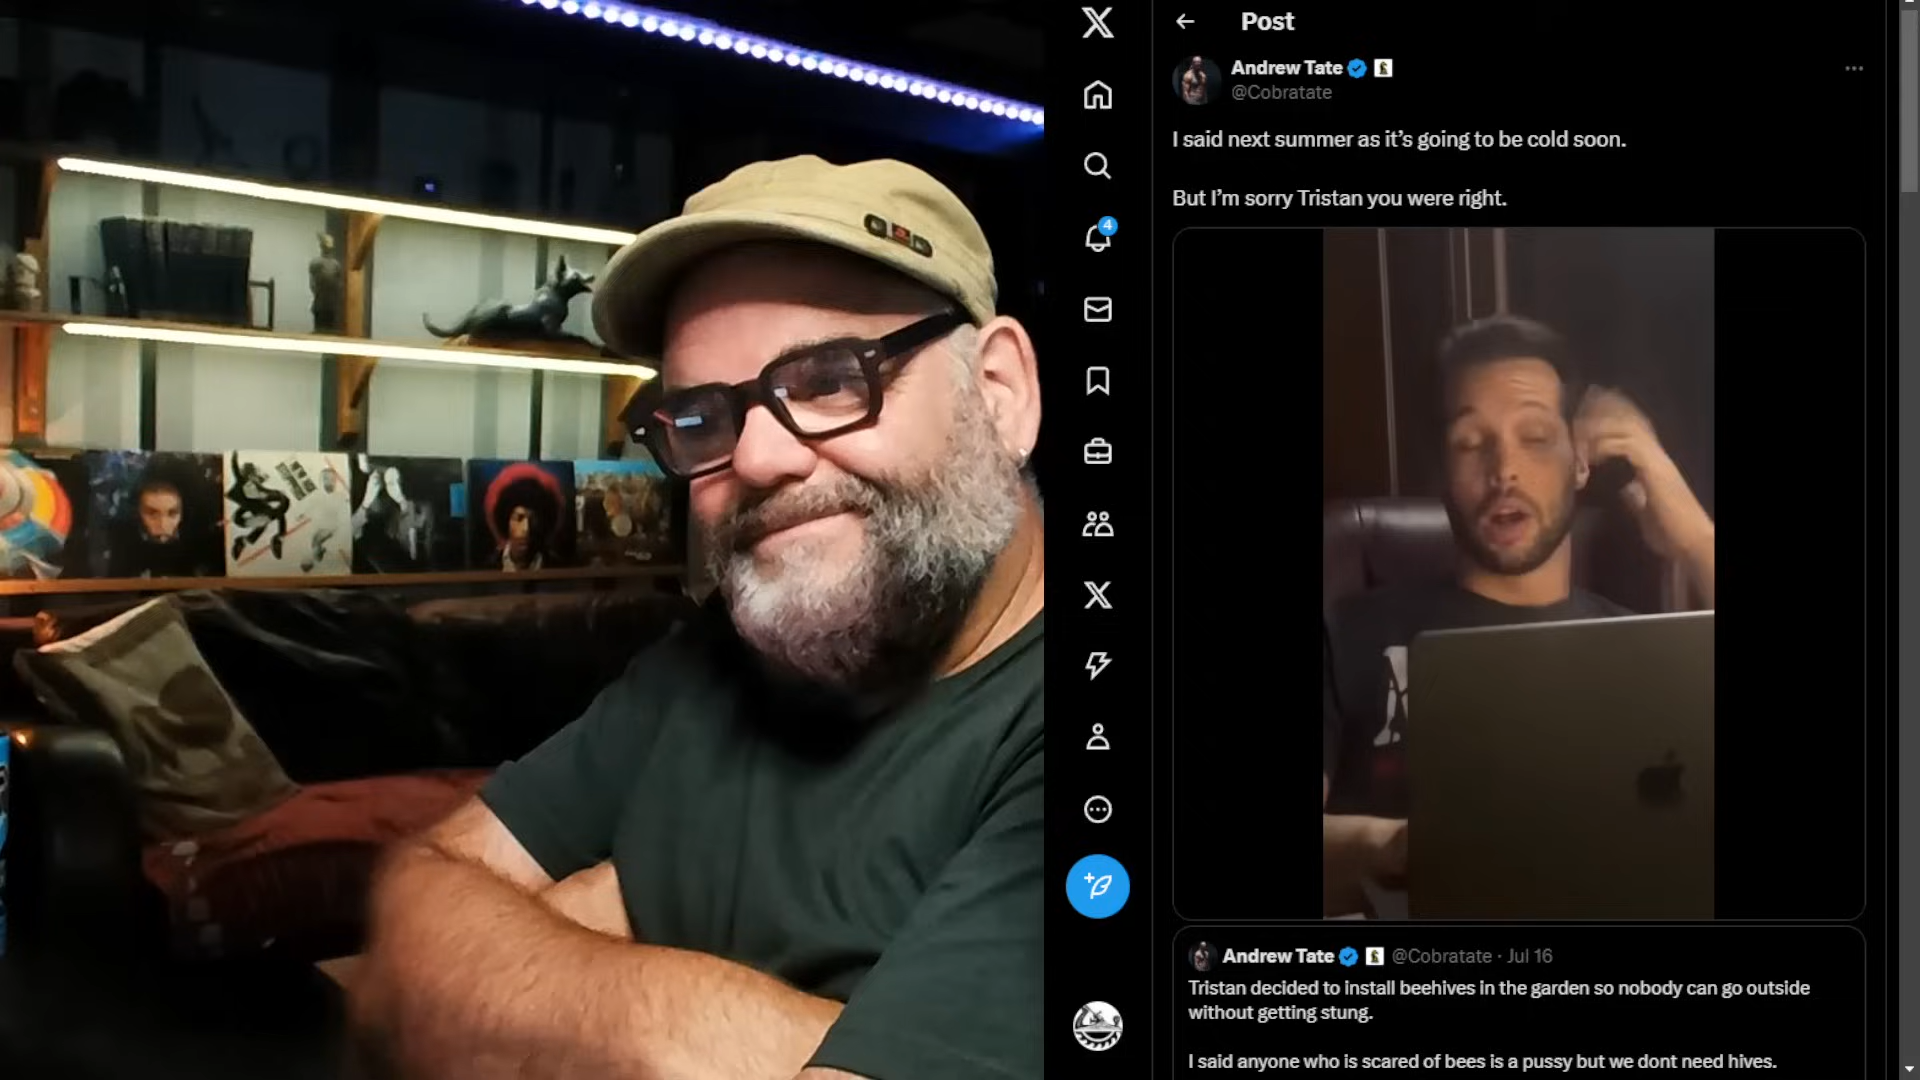 Post
Andrew Tate
@Cobratate
I said next summer as it’s going to be cold soon.
But I’m sorry Tristan you were right.
4
Andrew Tate @Cobratate · Jul 16
Tristan decided to install beehives in the garden so nobody can go outside
without getting stung.
I said anyone who is scared of bees is a pussy but we dont need hives.